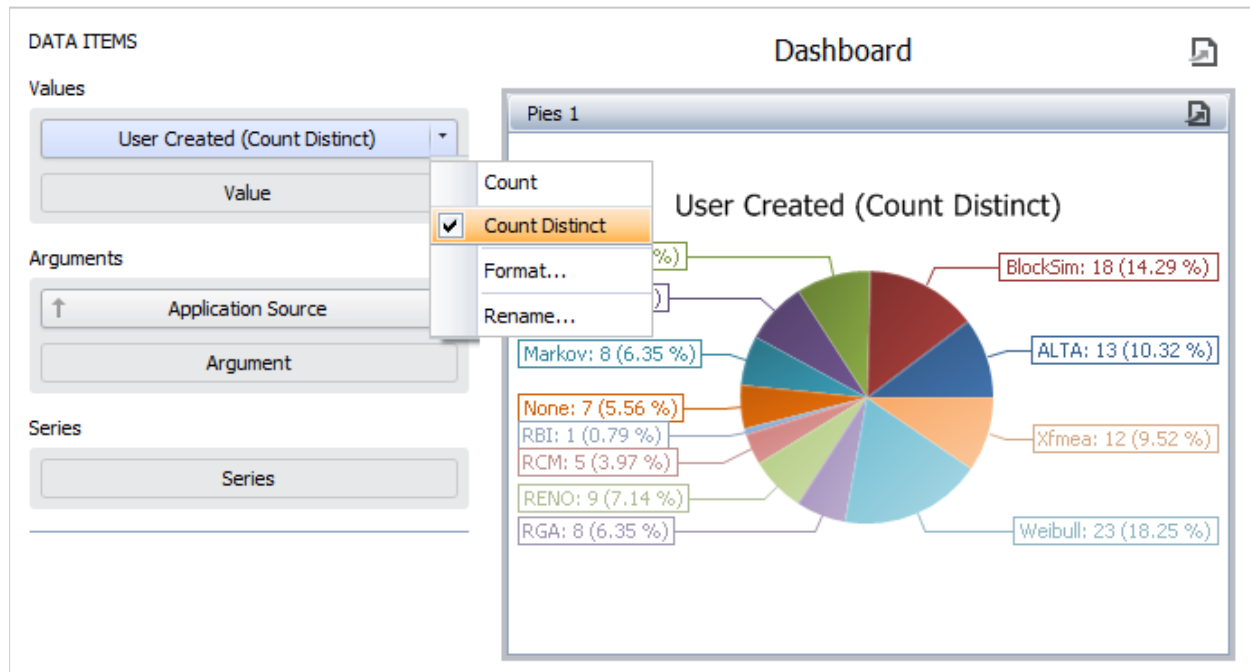 DATA ITEMS
Dashboard
Values
User Created (Count Distinct)
Value
Count
Count Distinct
Format...
Rename...
Arguments
Application Source
Argument
Series
Series
Pies 1
User Created (Count Distinct)
%)
)
BlockSim: 18 (14.29 %)
Markov: 8 (6.35 %)
ALTA: 13 (10.32 %)
None: 7 (5.56 %)
RBI: 1 (0.79 %)
Xfmea: 12 (9.52 %)
RCM: 5 (3.97 %)
RENO: 9 (7.14 %)
RGA: 8 (6.35 %)
Weibull: 23 (18.25 %)